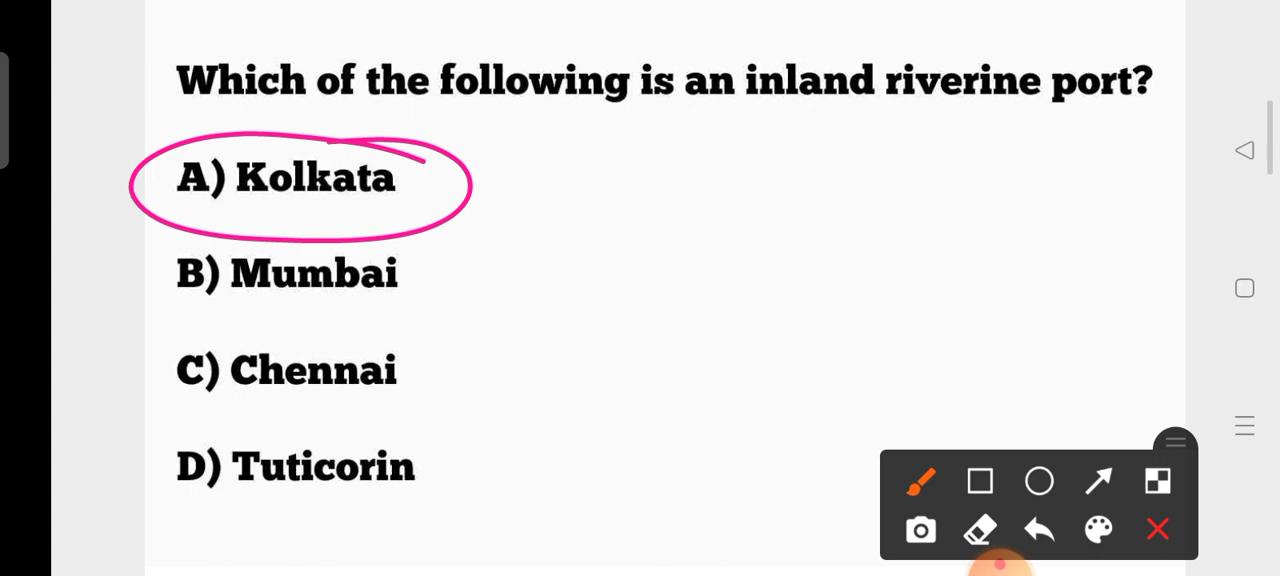 Which of the following is an inland riverine port?
A) Kolkata
B) Mumbai
C) Chennai
D) Tuticorin